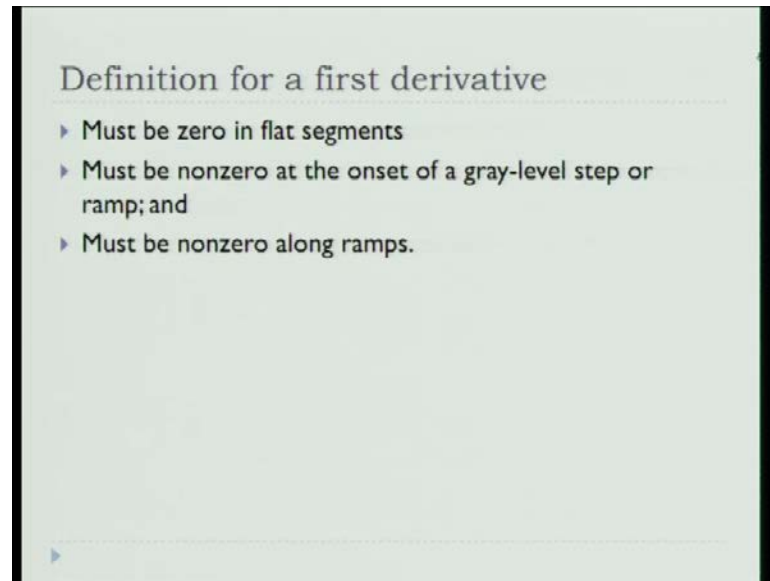 Definition for a first derivative
Must be zero in flat segments
Must be nonzero at the onset of a gray-level step or
ramp; and
Must be nonzero along ramps.